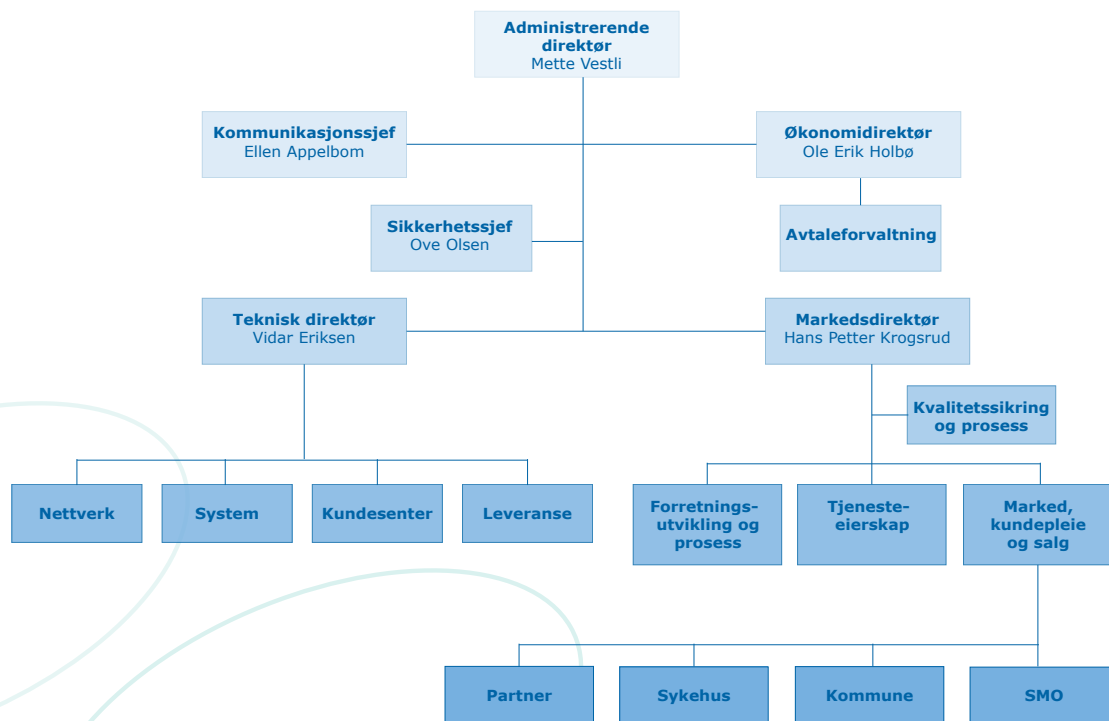 Administrerende
direktør
Mette Vestli
Kommunikasjonssjef
Ellen Appelbom
Økonomidirektør
Ole Erik Holbø
Sikkerhetssjef
Ove Olsen
Avtaleforvaltning
Teknisk direktør
Vidar Eriksen
Markedsdirektør
Hans Petter Krogsrud
Kvalitetssikring
og prosess
Nettverk
System
Kundesenter
Leveranse
Forretnings-
utvikling og
prosess
Tjeneste-
eierskap
Marked,
kundepleie
og salg
Partner
Sykehus
Kommune
SMO